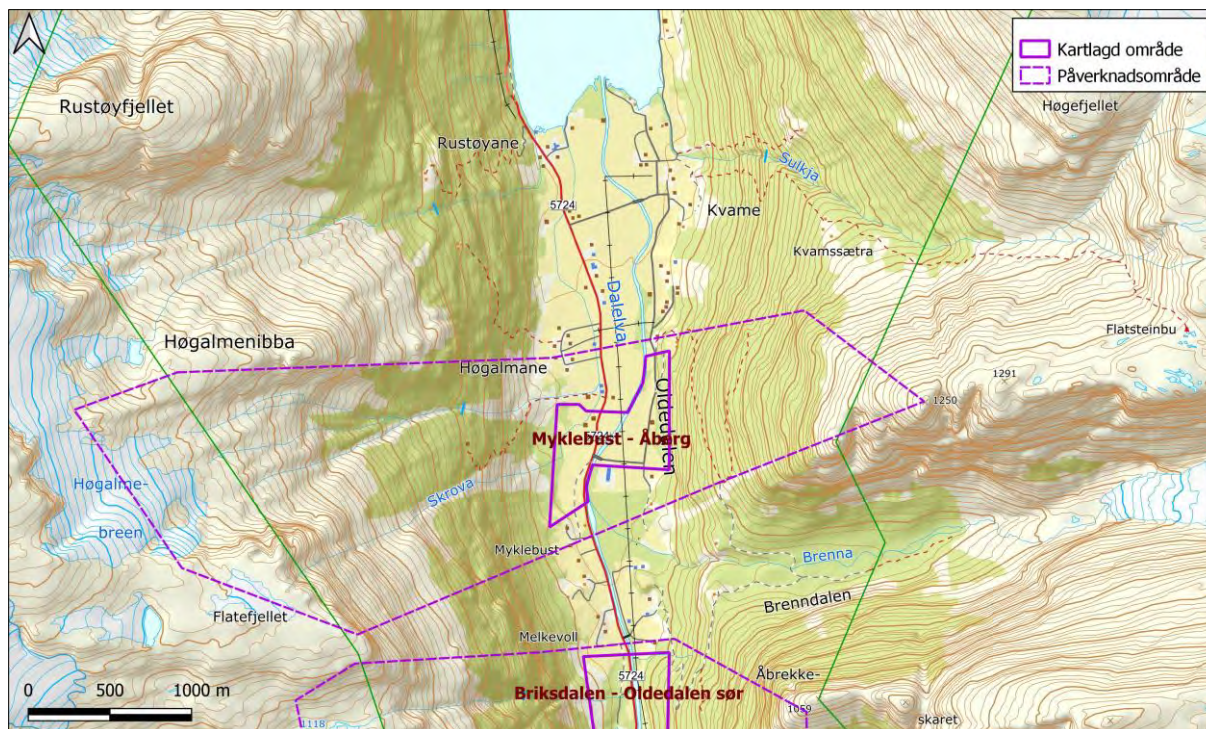 Kartlagd område
Påverknadsområde
Rustøyfjellet
Høgefjellet
Rustøyane
Sulkja
5724
Kvame
Kvamssætra
Dalelva
Flatsteinbu
Høgalmenibba
Høgalmane
1291
Oldedalen
1250
Myklebust - Åberg
5724
Høgalme-
breen
Skrova
Myklebust
Brenna
Brenndalen
Flatefjellet
Melkevoll
5724
Åbrekke-
skaret
Briksdalen - Oldedalen sør
1118
1059
0 500 1000 m